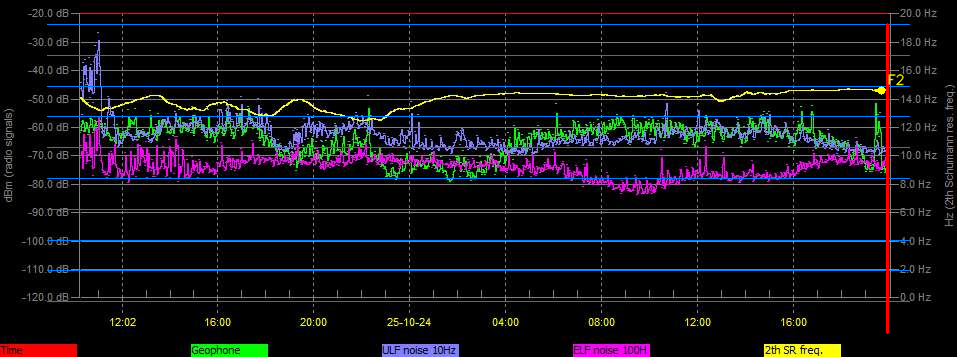 -20.0 dB 20.0 Hz
-30.0 dB 18.0 Hz
-40.0 dB 16.0 Hz
F2
-50.0 dB 14.0 Hz
-60.0 dB 12.0 Hz
-70.0 dB 10.0 Hz
-80.0 dB 8.0 Hz
-90.0 dB 6.0 Hz
-100.0 dB 4.0 Hz
-110.0 dB 2.0 Hz
-120.0 dB 0.0 Hz
dBm (radio signals)
Hz (2th Schumann res. freq.)
12:02 16:00 20:00 25-10-24 04:00 08:00 12:00 16:00
Time Geophone ULF noise 10Hz ELF noise 100H 2th SR freq.